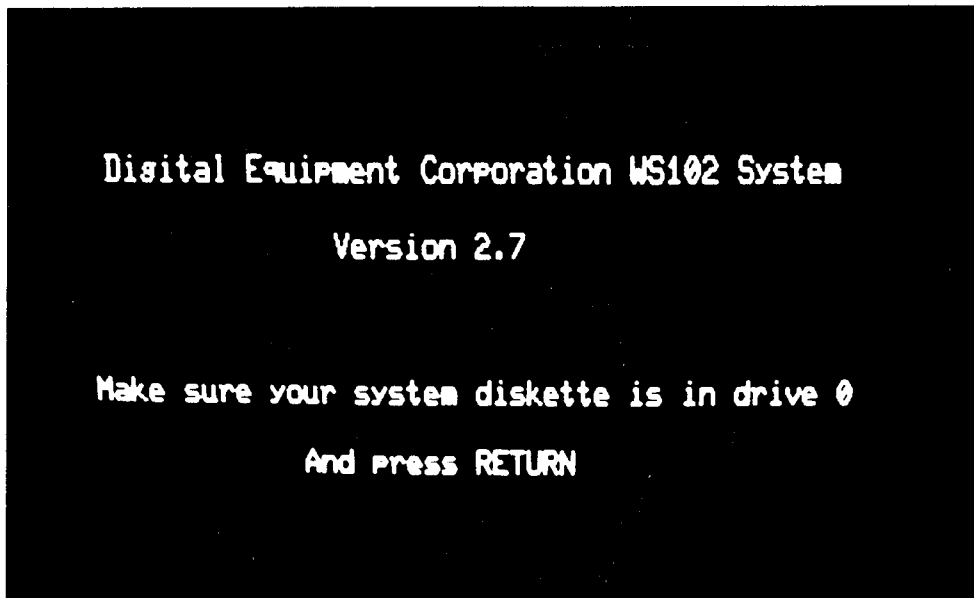 Digital Equipment Corporation WS102 System
Version 2.7
Make sure your system diskette is in drive 0
And press RETURN